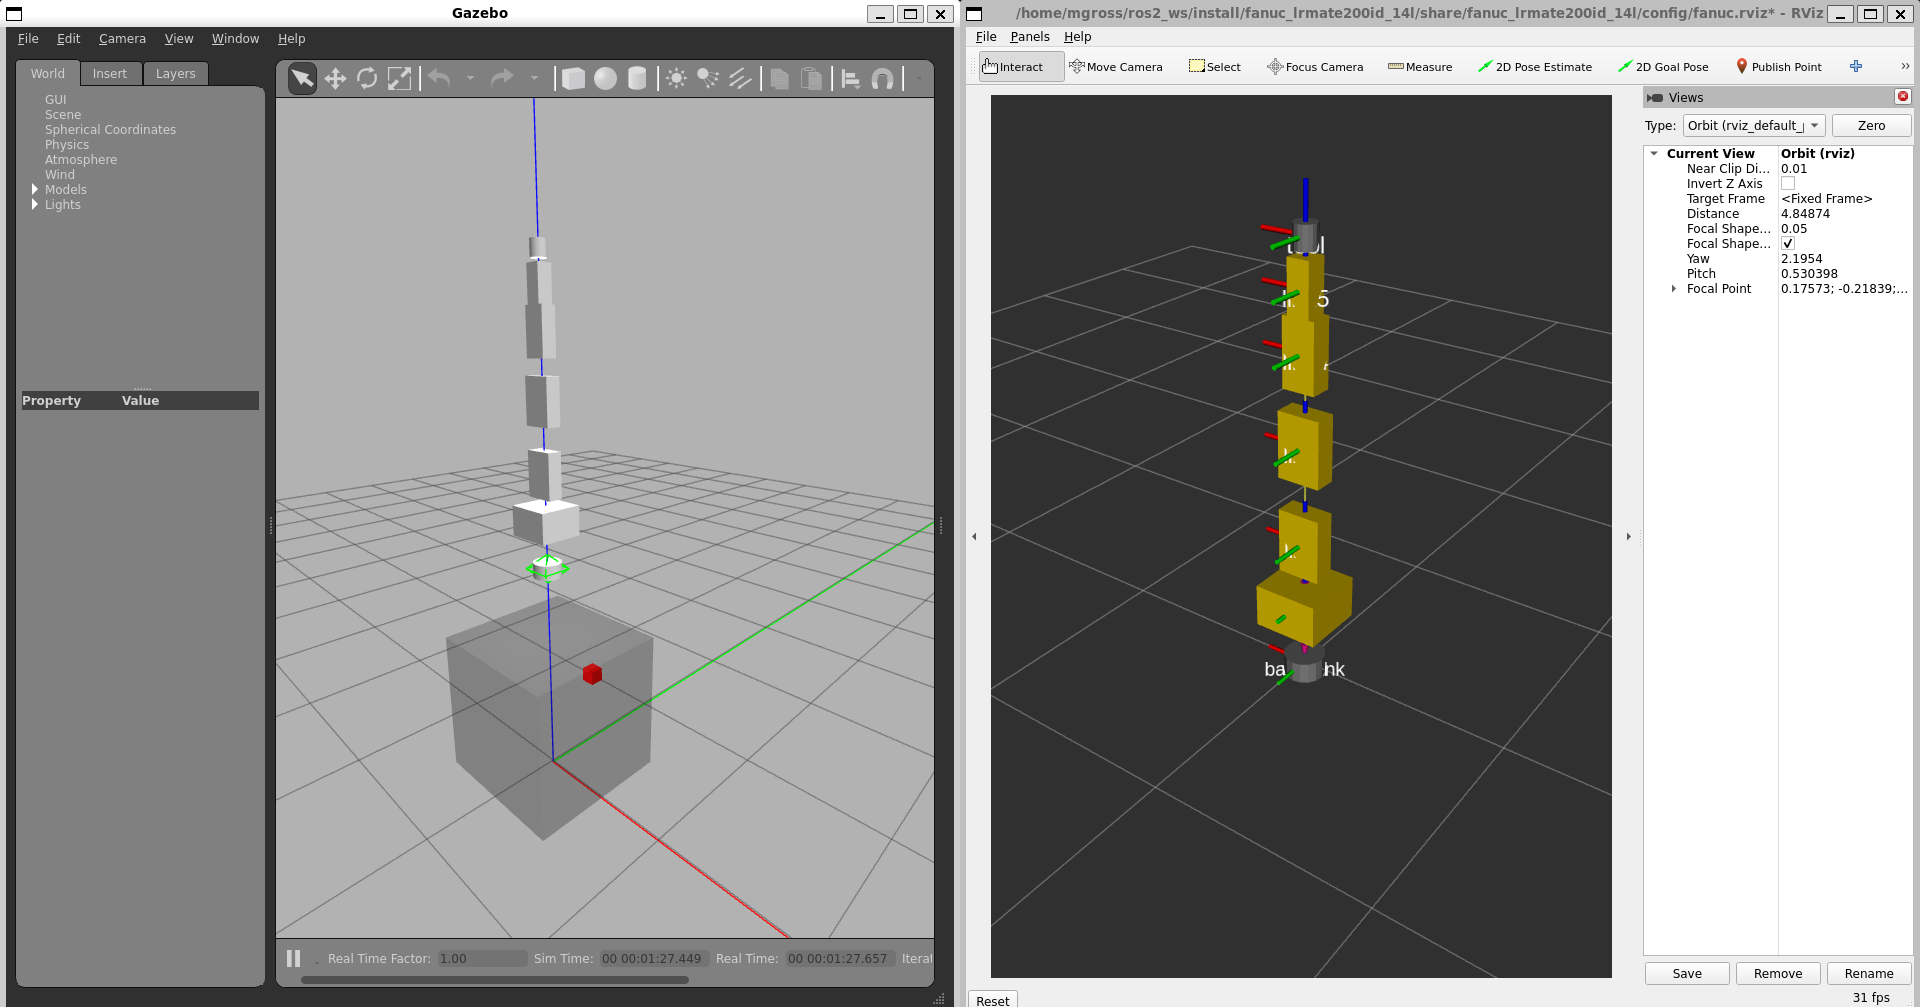 Gazebo
File Edit Camera View Window Help
World Insert Layers
GUI
Scene
Spherical Coordinates
Physics
Atmosphere
Wind
Models
Lights
Property Value
Real Time Factor: 1.00 Sim Time: 00 00:01:27.449 Real Time: 00 00:01:27.657 Iterat
/home/mgross/ros2_ws/install/fanuc_lrmate200id_14l/share/fanuc_lrmate200id_14l/config/fanuc.rviz* - RViz
File Panels Help
Interact Move Camera Select Focus Camera Measure 2D Pose Estimate 2D Goal Pose Publish Point
5
ba nk
Views
Type: Orbit (rviz_default_ Zero
Current View Orbit (rviz)
Near Clip Di... 0.01
Invert Z Axis
Target Frame <Fixed Frame>
Distance 4.84874
Focal Shape... 0.05
Focal Shape... ✓
Yaw 2.1954
Pitch 0.530398
Focal Point 0.17573; -0.21839;...
Save Remove Rename
Reset
31 fps